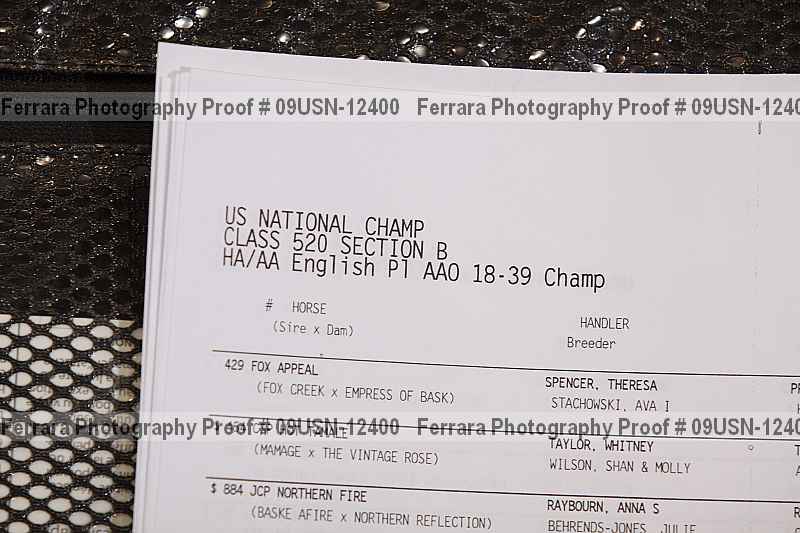 Ferrara Photography Proof # 09USN-12400 Ferrara Photography Proof # 09USN-1240
US NATIONAL CHAMP
CLASS 520 SECTION B
HA/AA English Pl AAO 18-39 Champ
# HORSE HANDLER
(Sire x Dam) Breeder
429 FOX APPEAL SPENCER, THERESA
(FOX CREEK x EMPRESS OF BASK) STACHOWSKI, AVA I
Ferrara Photography Proof # 09USN-12400 Ferrara Photography Proof # 09USN-1240
TAYLOR, WHITNEY
(MAMAGE x THE VINTAGE ROSE) WILSON, SHAN & MOLLY
$ 884 JCP NORTHERN FIRE RAYBOURN, ANNA S
(BASKE AFIRE x NORTHERN REFLECTION) BEHRENDS-JONES, JULIE